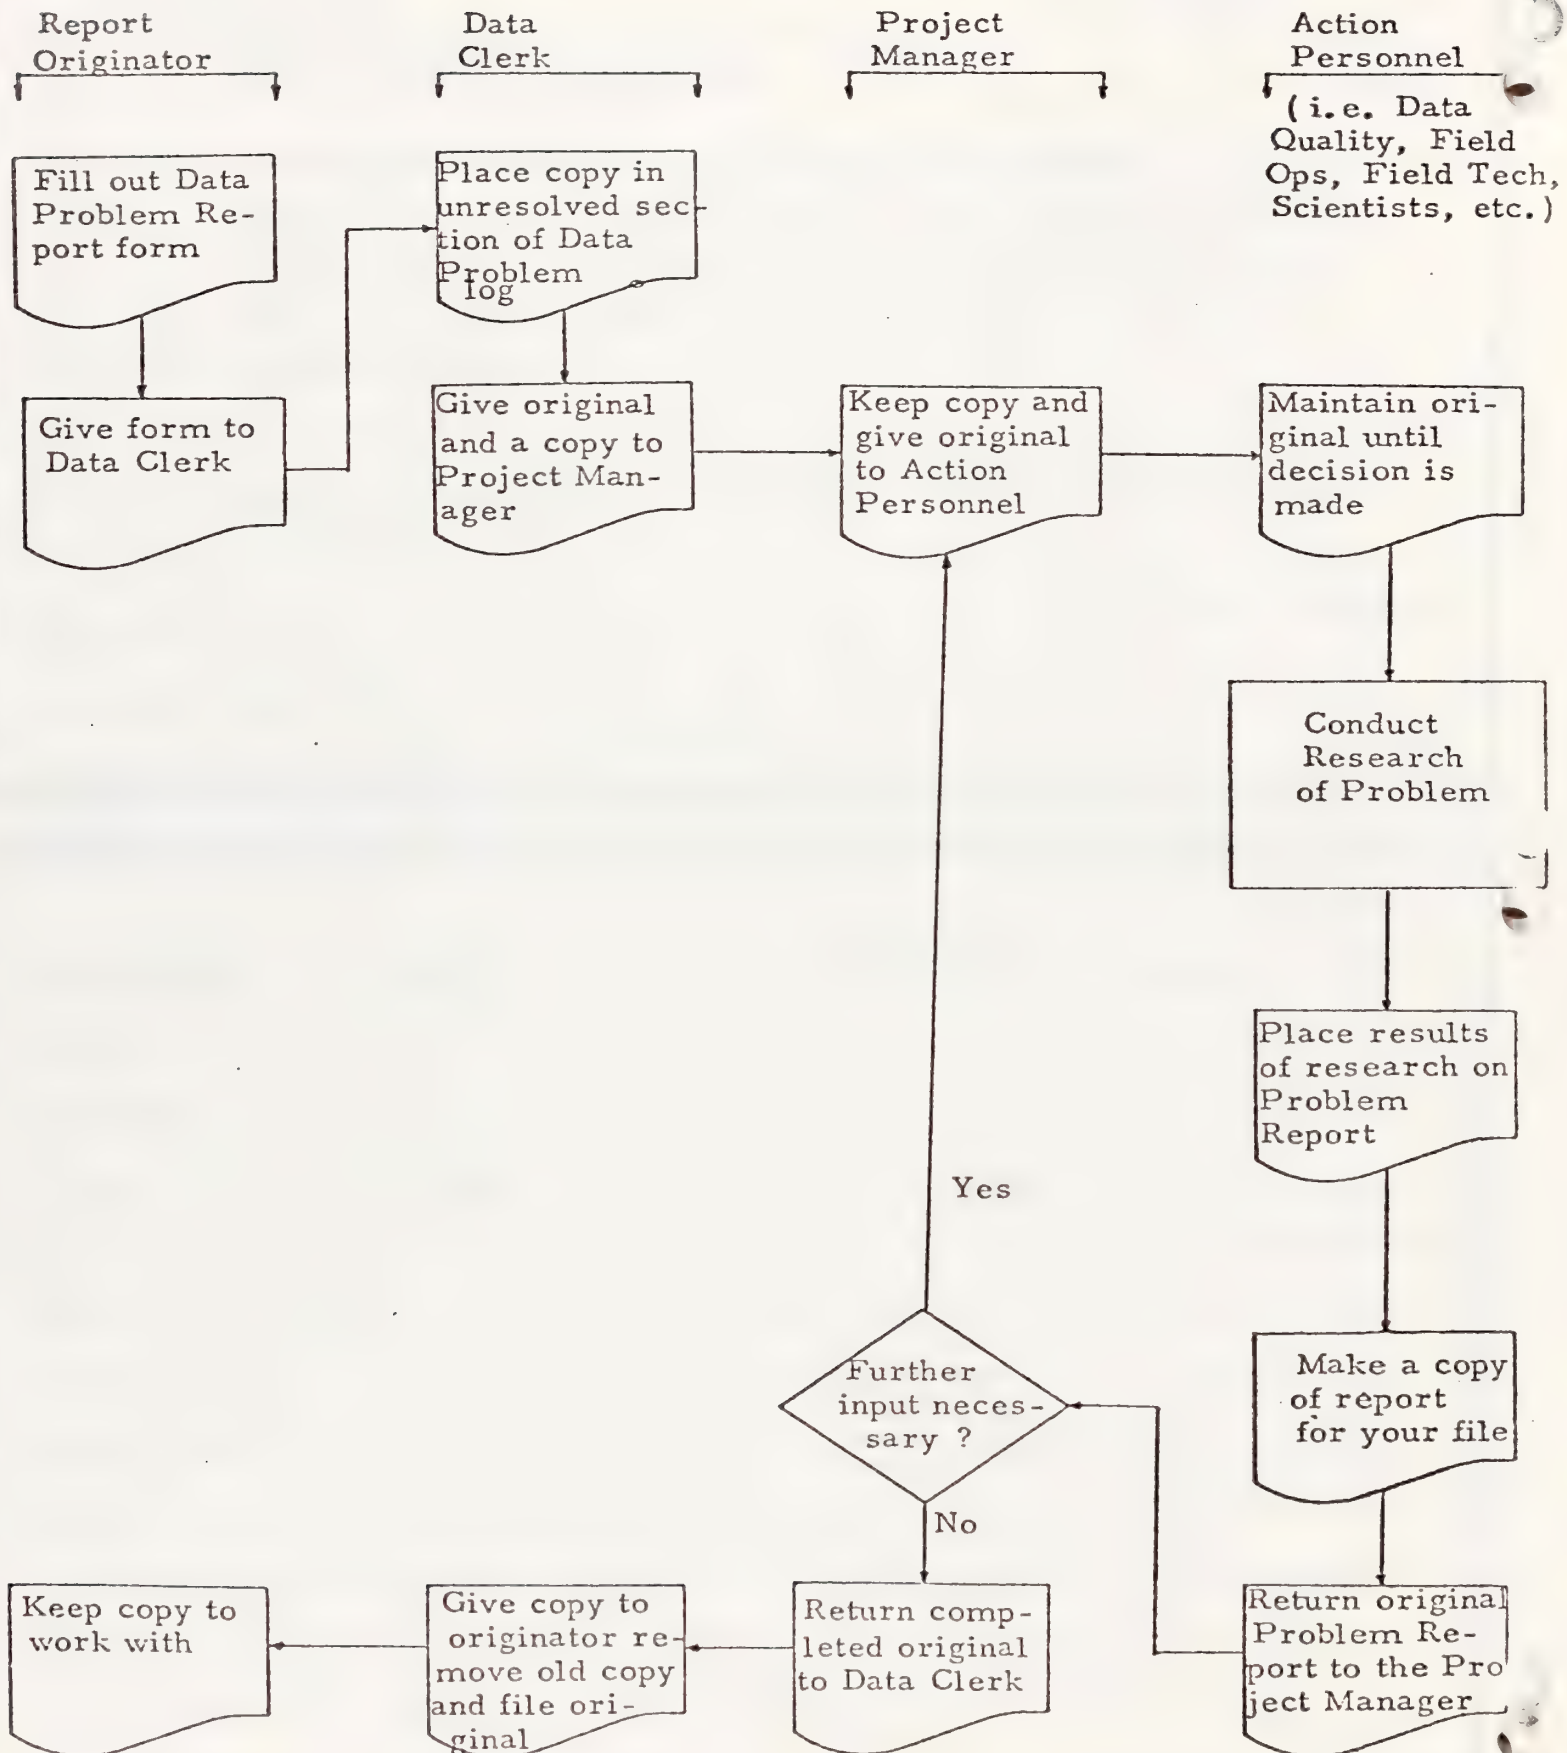 Report
Originator
Data
Clerk
Project
Manager
Action
Personnel
(i.e. Data
Quality, Field
Ops, Field Tech,
Scientists, etc.)
Fill out Data
Problem Re-
port form
Give form to
Data Clerk
Place copy in
unresolved sec-
tion of Data
Problem
log
Give original
and a copy to
Project Man-
ager
Keep copy and
give original
to Action
Personnel
Maintain ori-
ginal until
decision is
made
Conduct
Research
of Problem
Place results
of research on
Problem
Report
Make a copy
of report
for your file
Return original
Problem Re-
port to the Pro
ject Manager
Further
input neces-
sary ?
Yes
No
Return comp-
leted original
to Data Clerk
Give copy to
originator re-
move old copy
and file ori-
ginal
Keep copy to
work with